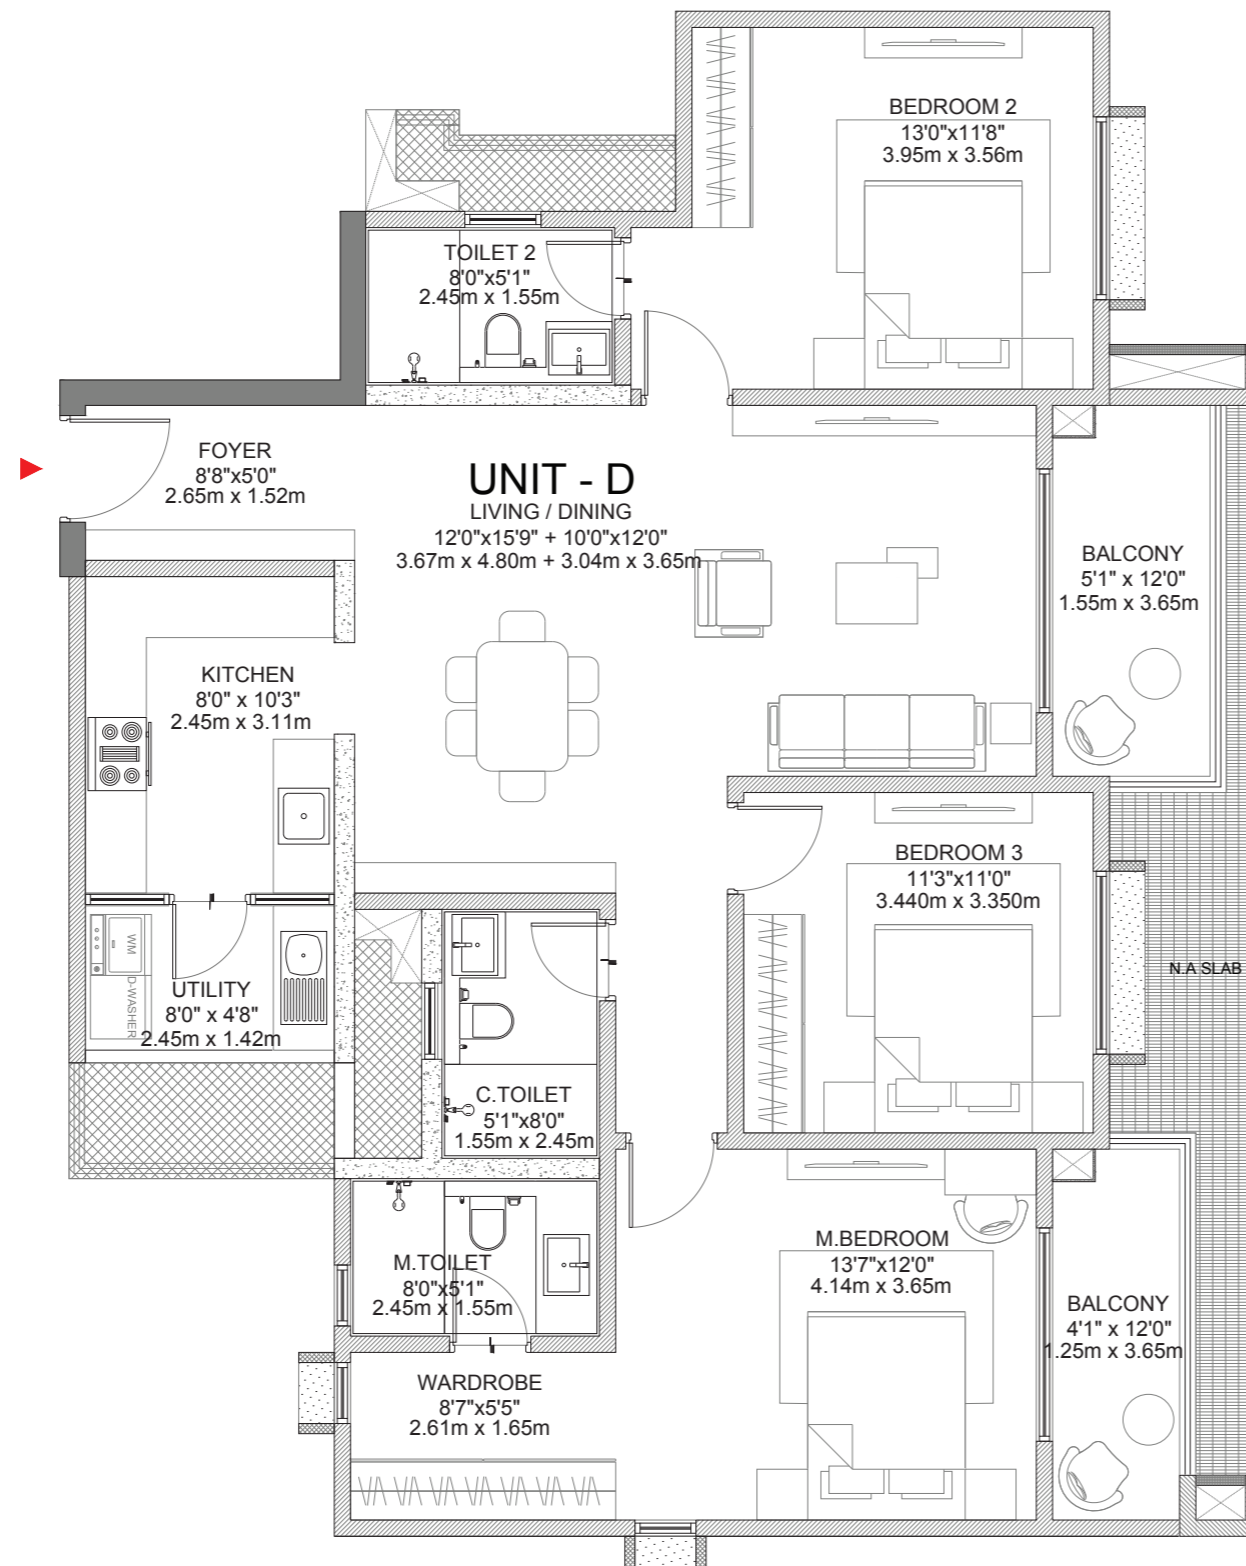 BEDROOM 2
13'0"x11'8"
3.95m x 3.56m
TOILET 2
8'0"x5'1"
2.45m x 1.55m
FOYER
8'8"x5'0"
2.65m x 1.52m
UNIT - D
LIVING / DINING
12'0"x15'9" + 10'0"x12'0"
3.67m x 4.80m + 3.04m x 3.65m
BALCONY
5'1" x 12'0"
1.55m x 3.65m
KITCHEN
8'0" x 10'3"
2.45m x 3.11m
BEDROOM 3
11'3"x11'0"
3.440m x 3.350m
N.A SLAB
WM
D-WASHER
UTILITY
8'0" x 4'8"
2.45m x 1.42m
C.TOILET
5'1"x8'0"
1.55m x 2.45m
M.TOILET
8'0"x5'1"
2.45m x 1.55m
M.BEDROOM
13'7"x12'0"
4.14m x 3.65m
BALCONY
4'1" x 12'0"
1.25m x 3.65m
WARDROBE
8'7"x5'5"
2.61m x 1.65m